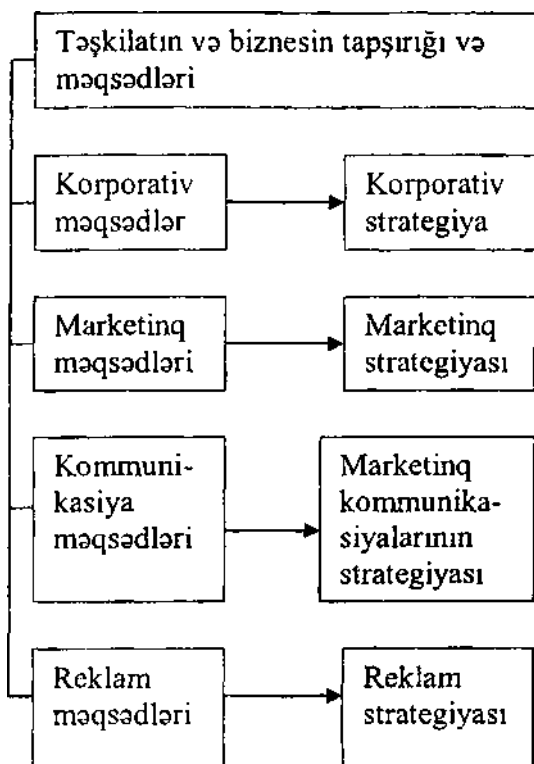 Təşkilatın və biznesin tapşırığı və
məqsədləri
Korporativ
məqsədlər
Korporativ
strategiya
Marketinq
məqsədləri
Marketinq
strategiyası
Kommuni-
kasiya
məqsədləri
Marketinq
kommunika-
siyalarının
strategiyası
Reklam
məqsədləri
Reklam
strategiyası